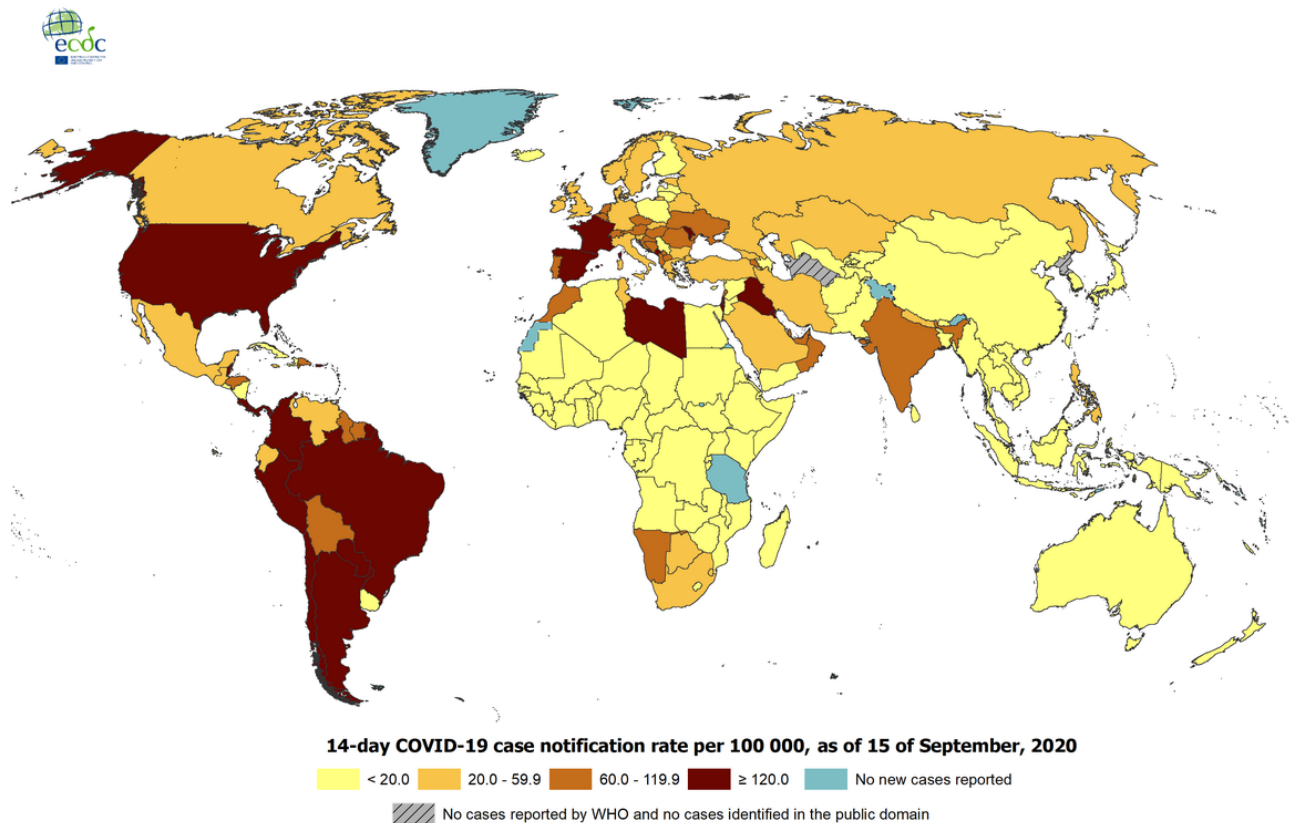 ecdc
14-day COVID-19 case notification rate per 100 000, as of 15 of September, 2020
< 20.0 20.0 - 59.9 60.0 - 119.9 ≥ 120.0 No new cases reported
No cases reported by WHO and no cases identified in the public domain